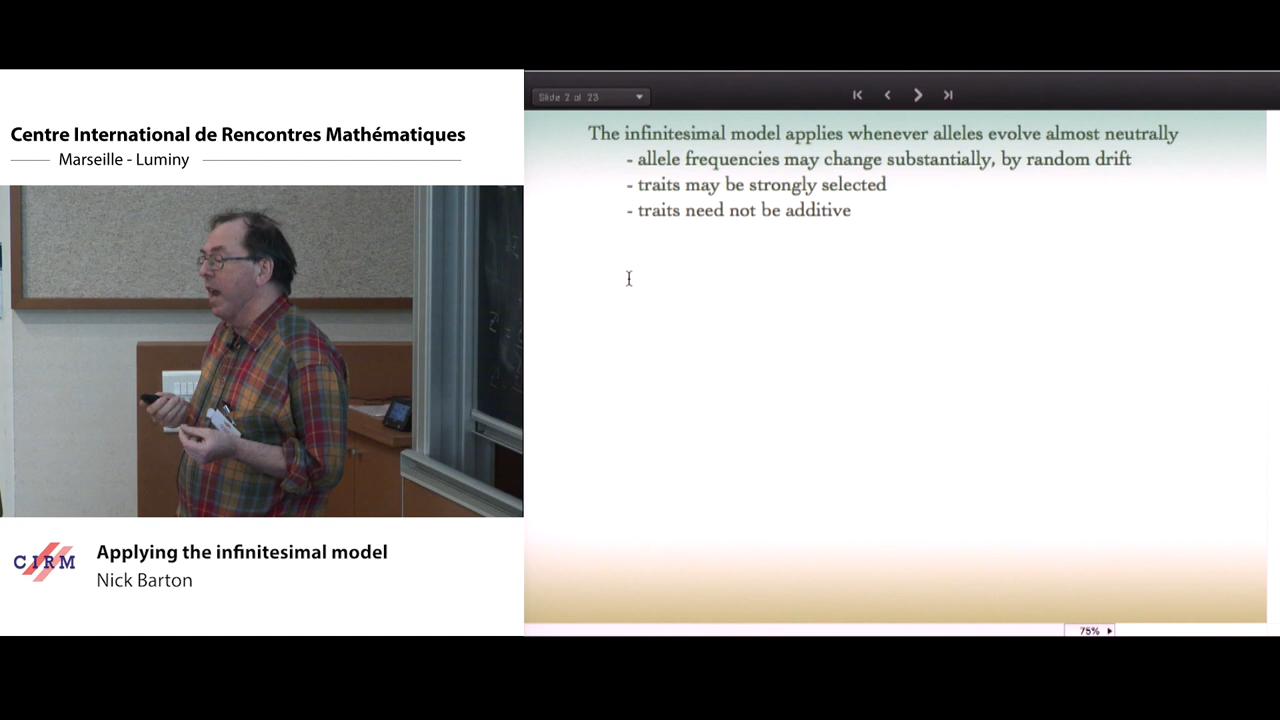 Centre International de Rencontres Mathématiques
Marseille - Luminy
CIRM
Applying the infinitesimal model
Nick Barton
Slide 2 of 23
The infinitesimal model applies whenever alleles evolve almost neutrally
- allele frequencies may change substantially, by random drift
- traits may be strongly selected
- traits need not be additive
75%